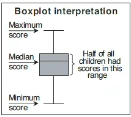 Boxplot interpretation
Maximum
score
Median
score
Half of all
children had
scores in this
range
Minimum
score